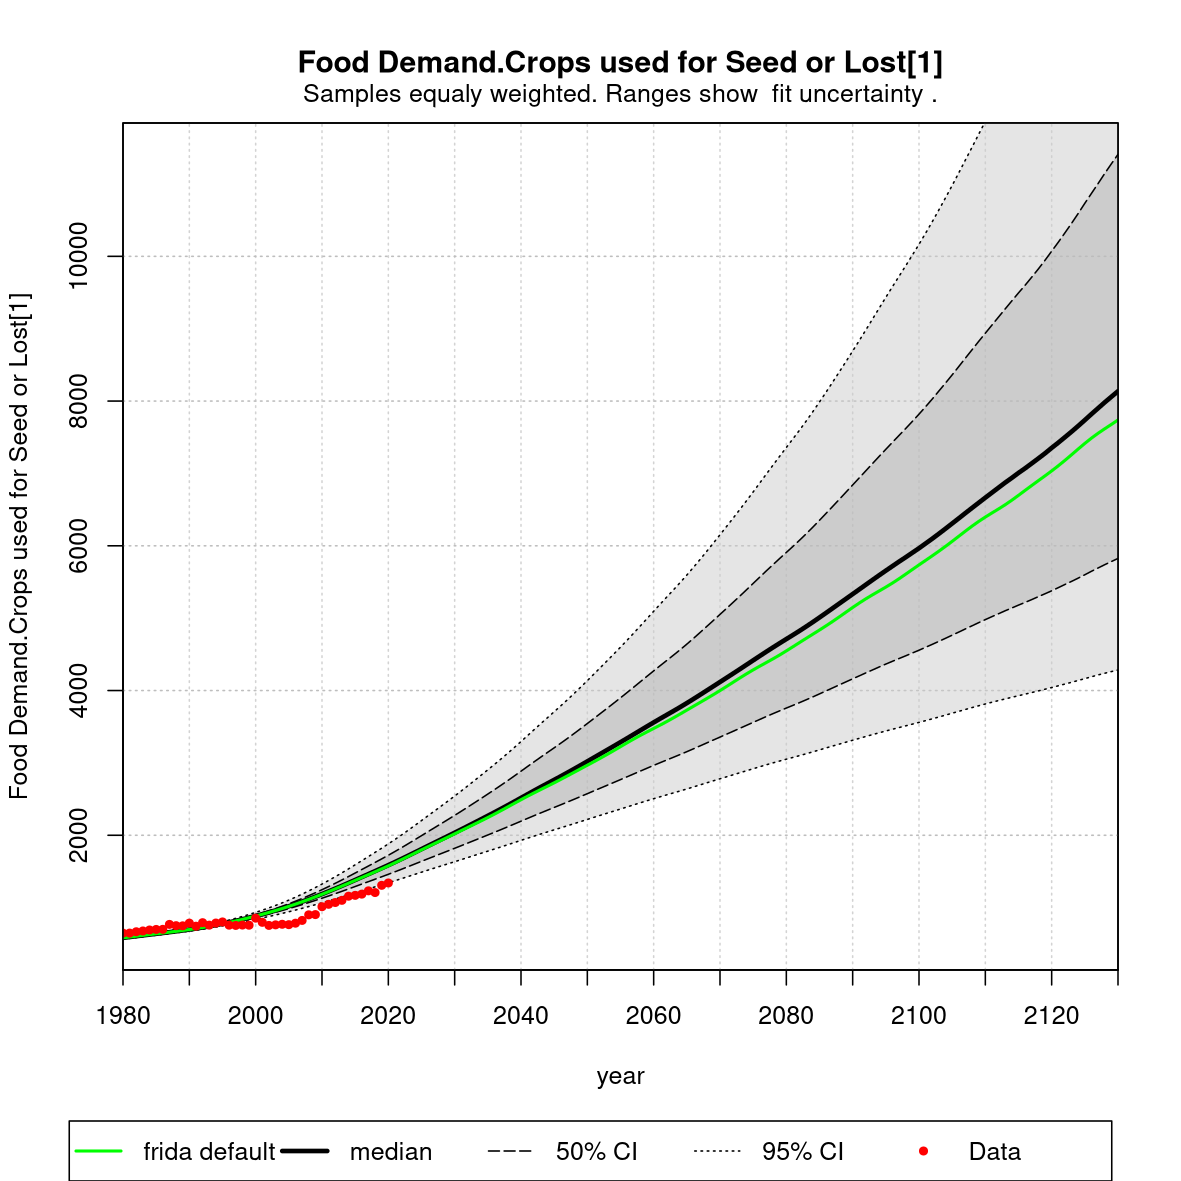 Food Demand.Crops used for Seed or Lost[1]
Samples equaly weighted. Ranges show  fit uncertainty .
Food Demand.Crops used for Seed or Lost[1]
10000
8000
6000
4000
2000
1980 2000 2020 2040 2060 2080 2100 2120
year
frida default median 50% CI 95% CI Data